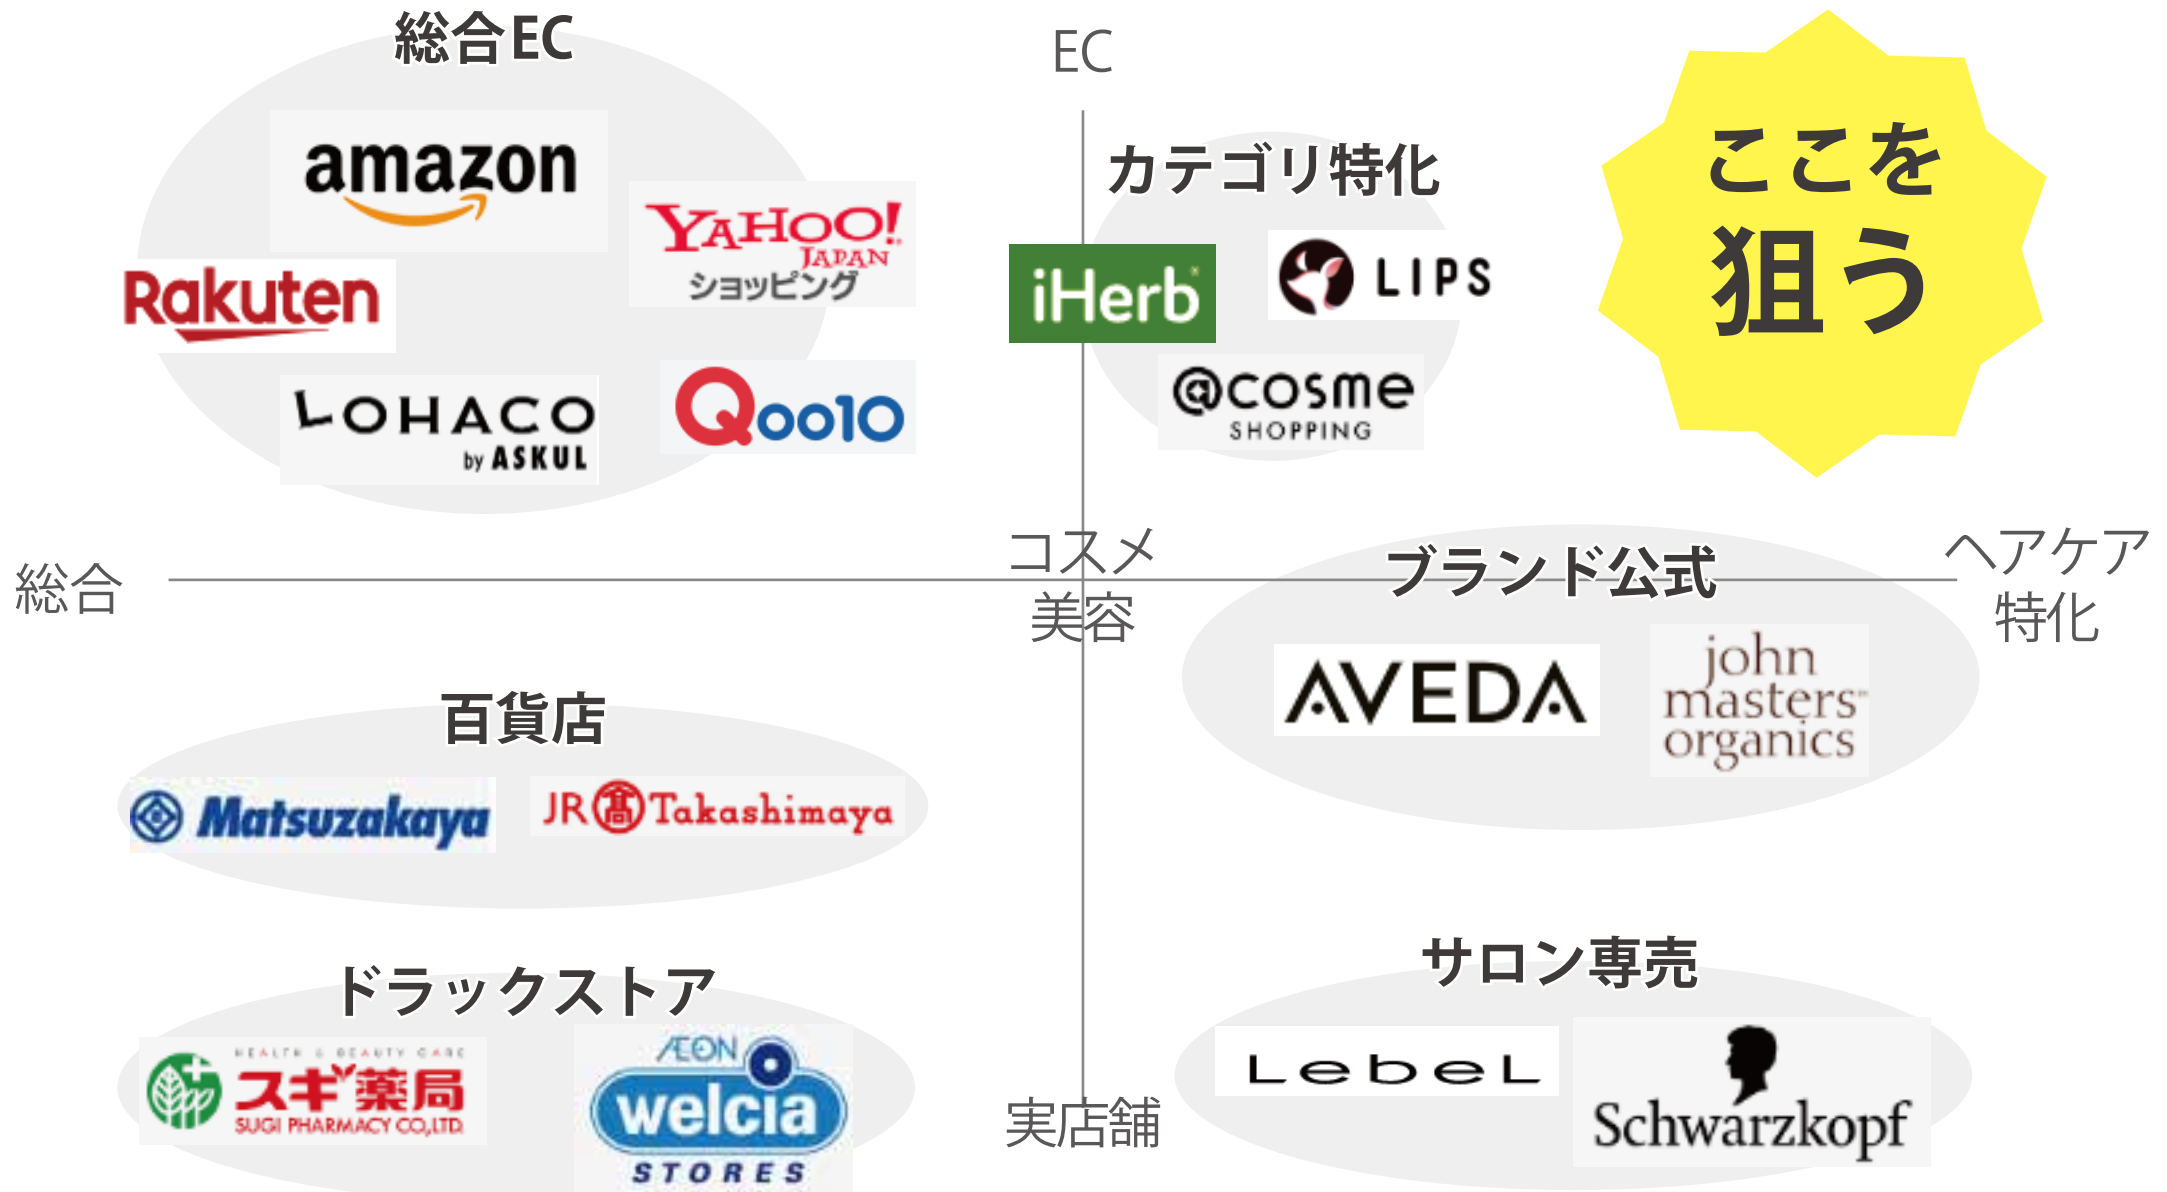 総合EC
amazon
YAHOO!
JAPAN
ショッピング
Rakuten
LOHACO
by ASKUL
Qoo10
EC
カテゴリ特化
iHerb
LIPS
@cosme
SHOPPING
ここを
狙う
総合
コスメ
美容
ヘアケア
特化
ブランド公式
AVEDA
john
masters
organics
百貨店
Matsuzakaya
JR 髙 Takashimaya
ドラックストア
HEALTH & BEAUTY CARE
スギ薬局
SUGI PHARMACY CO.,LTD.
ÆON
welcia
STORES
実店舗
サロン専売
LebeL
Schwarzkopf